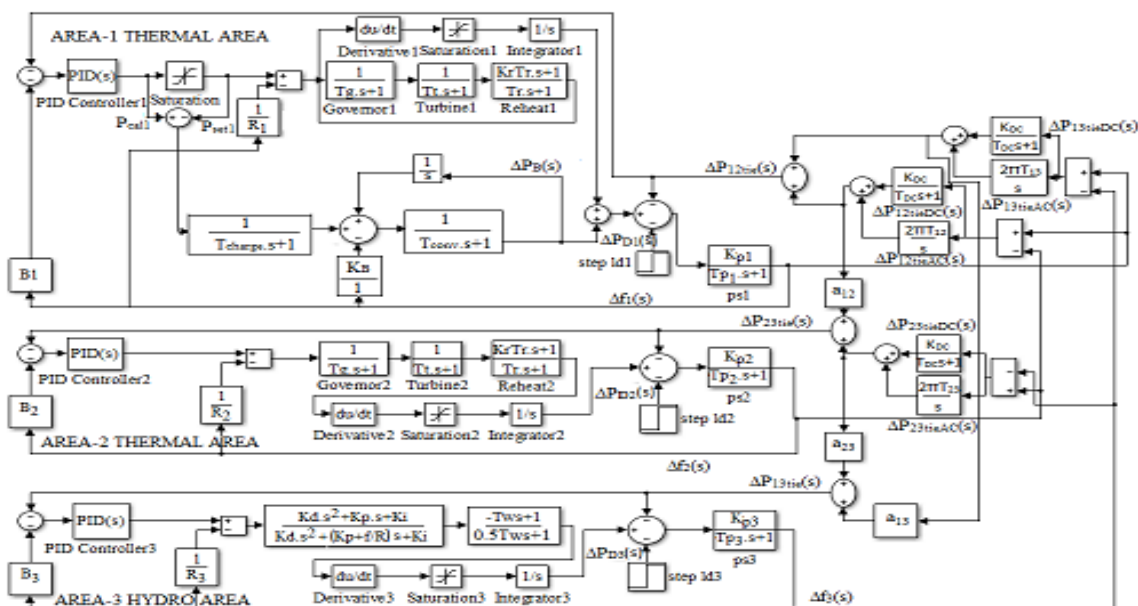 AREA-1 THERMAL AREA
du/dt
1/s
Derivative1 Saturation1 Integrator1
PID(s)
PID Controller1 Saturation
1
Tg.s+1
Governor1
1
Tt.s+1
Turbine1
KrTr.s+1
Tr.s+1
Reheat1
1
R1
Pcal1
Pset1
1
s
ΔPB(s)
ΔP12tie(s)
KDC
TDCs+1
ΔP13tieDC(s)
2πT13
s
ΔP13tieAC(s)
KDC
TDCs+1
ΔP12tieDC(s)
2πT12
s
ΔP12tieAC(s)
1
Tcharge.s+1
1
Tconv.s+1
KB
1
ΔPD1(s)
step ld1
Kp1
Tp1.s+1
ps1
B1
Δf1(s)
a12
ΔP23tie(s)
PID(s)
PID Controller2
1
Tg.s+1
Governor2
1
Tt.s+1
Turbine2
KrTr.s+1
Tr.s+1
Reheat2
Kp2
Tp2.s+1
ps2
ΔPD2(s)
step ld2
ΔP23tieDC(s)
KDC
TDCs+1
2πT23
s
ΔP23tieAC(s)
B2
1
R2
du/dt
1/s
Derivative2 Saturation2 Integrator2
AREA-2 THERMAL AREA
Δf2(s)
a23
ΔP13tie(s)
PID(s)
PID Controller3
Kd.s²+Kp.s+Ki
Kd.s²+(Kp+f/R)s+Ki
-Tws+1
0.5Tws+1
Kp3
Tp3.s+1
ps3
a13
ΔPD3(s)
step ld3
B3
1
R3
du/dt
1/s
Derivative3 Saturation3 Integrator3
AREA-3 HYDRO AREA
Δf3(s)